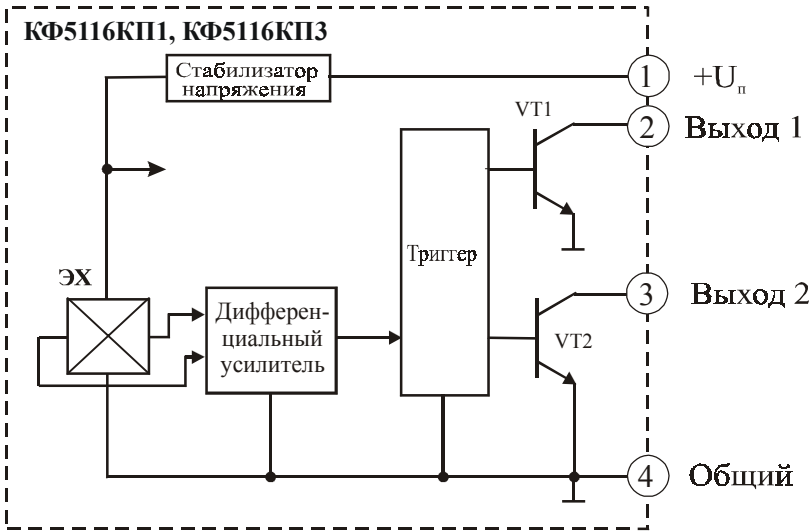 КФ5116КП1, КФ5116КП3
Стабилизатор
напряжения
1 +Uп
VT1
2 Выход 1
Триггер
ЭХ
3 Выход 2
Дифферен-
циальный
усилитель
VT2
4 Общий